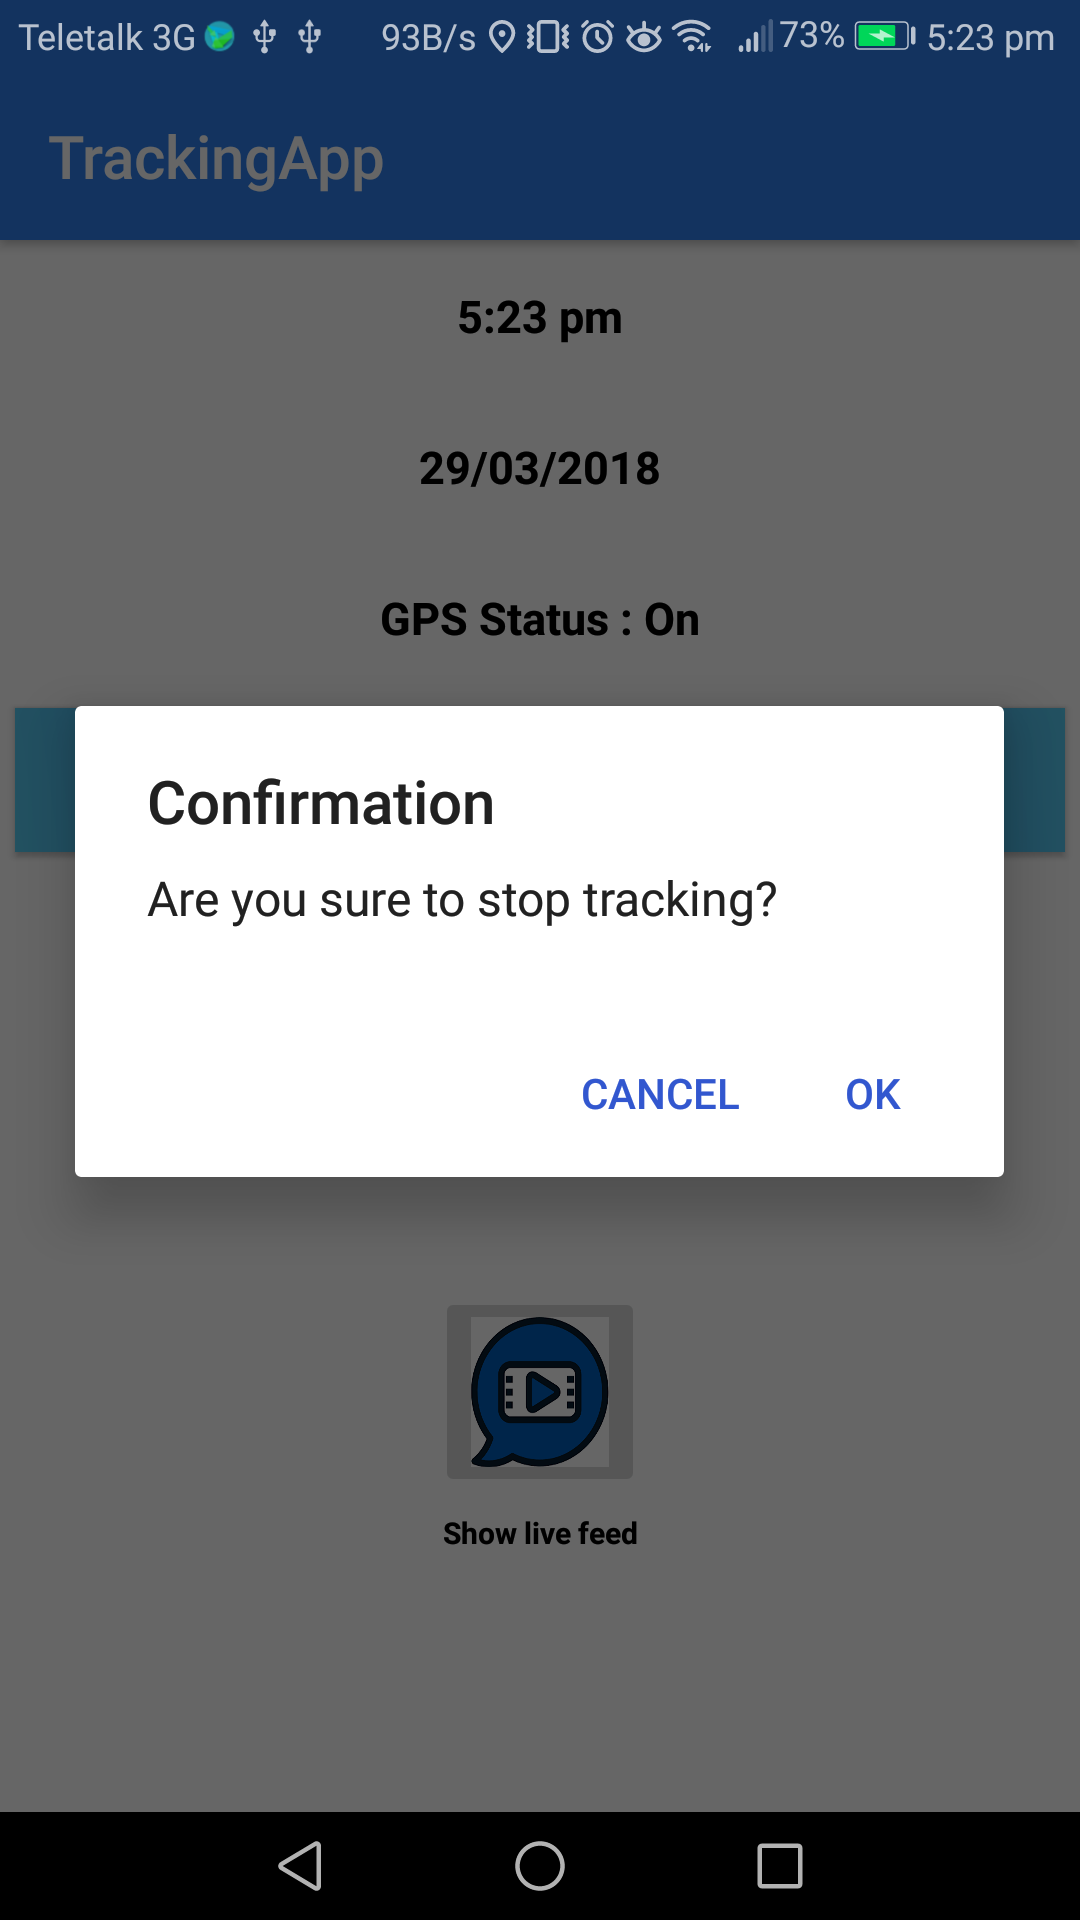 Teletalk 3G 93B/s 73% 5:23 pm
TrackingApp
5:23 pm
29/03/2018
GPS Status : On
Confirmation
Are you sure to stop tracking?
CANCEL OK
Show live feed